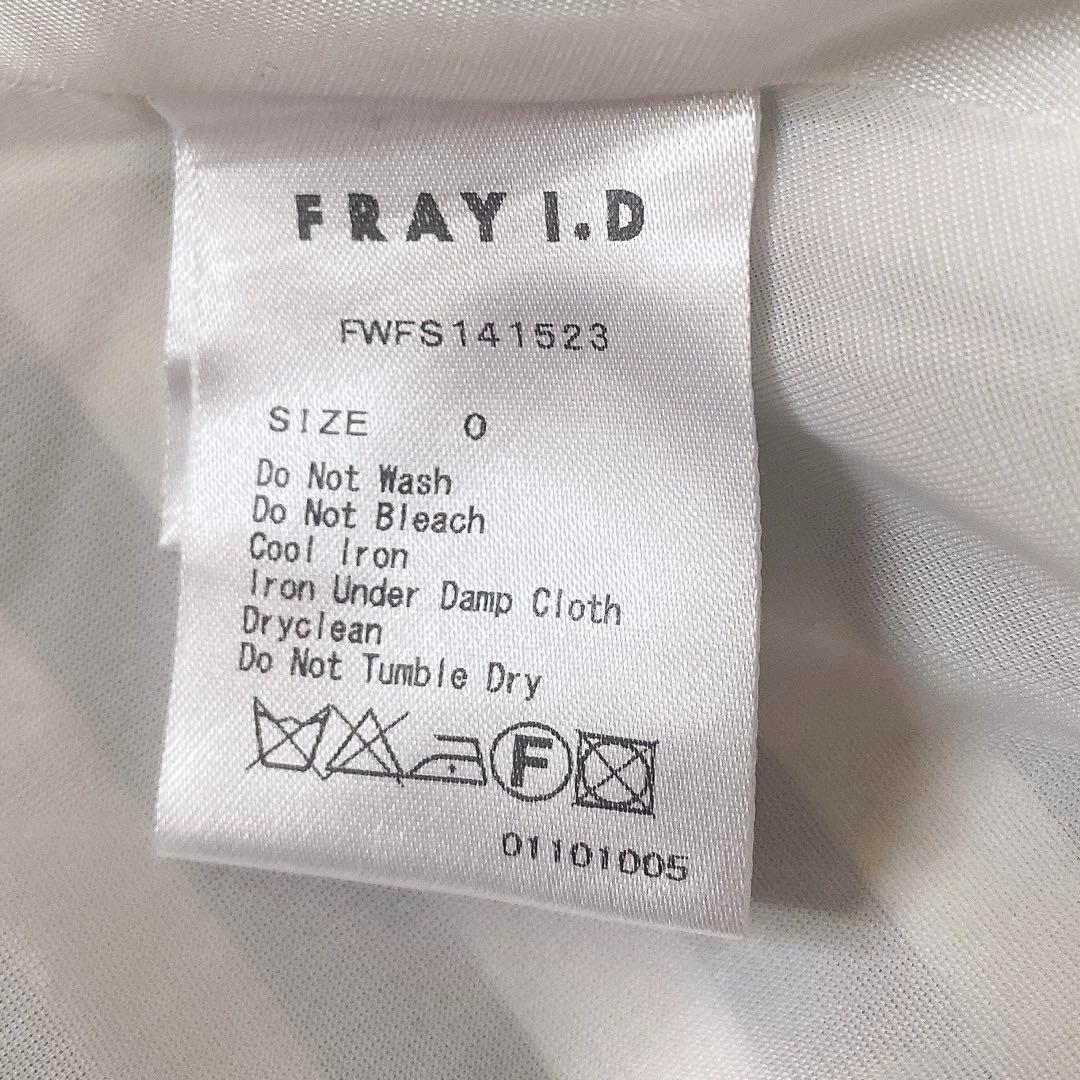 FRAY I.D
FWFS141523
SIZE 0
Do Not Wash
Do Not Bleach
Cool Iron
Iron Under Damp Cloth
Dryclean
Do Not Tumble Dry
F
01101005